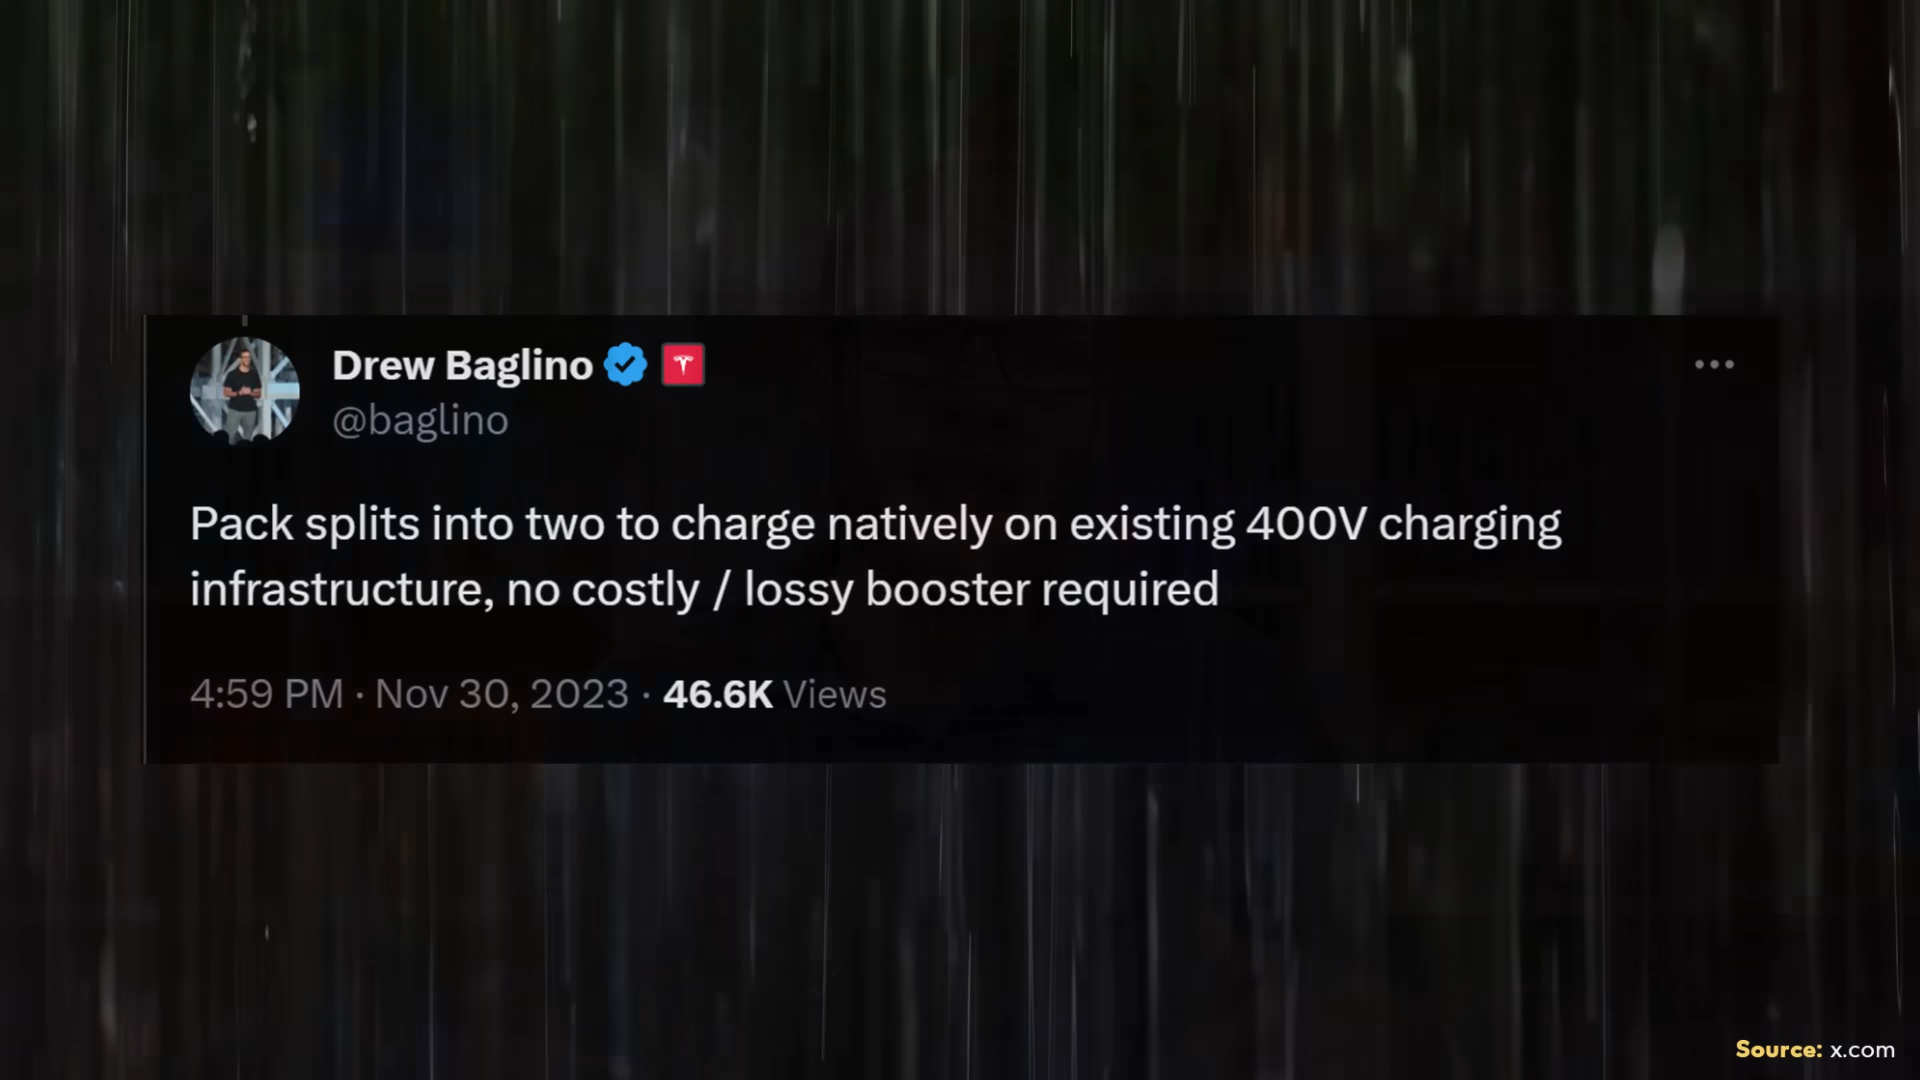 Drew Baglino
@baglino
Pack splits into two to charge natively on existing 400V charging
infrastructure, no costly / lossy booster required
4:59 PM · Nov 30, 2023 · 46.6K Views
Source: x.com